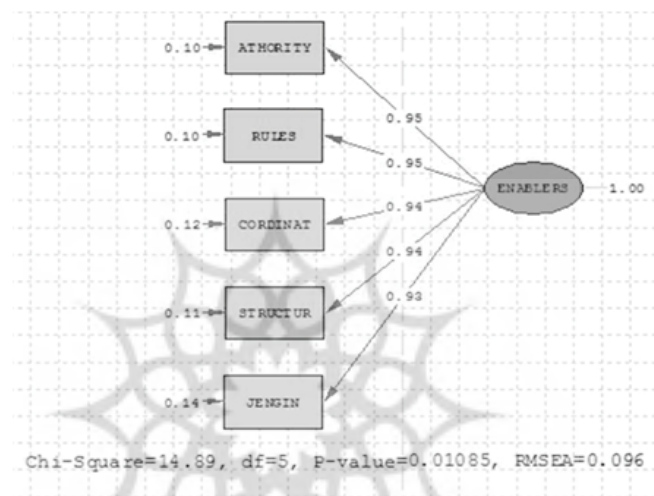 0.10
ATHORITY
0.95
0.10
RULES
0.95
ENABLERS
1.00
0.12
CORDINAT
0.94
0.94
0.11
STRUCTUR
0.93
0.14
JENGIN
Chi-Square=14.89, df=5, P-value=0.01085, RMSEA=0.096